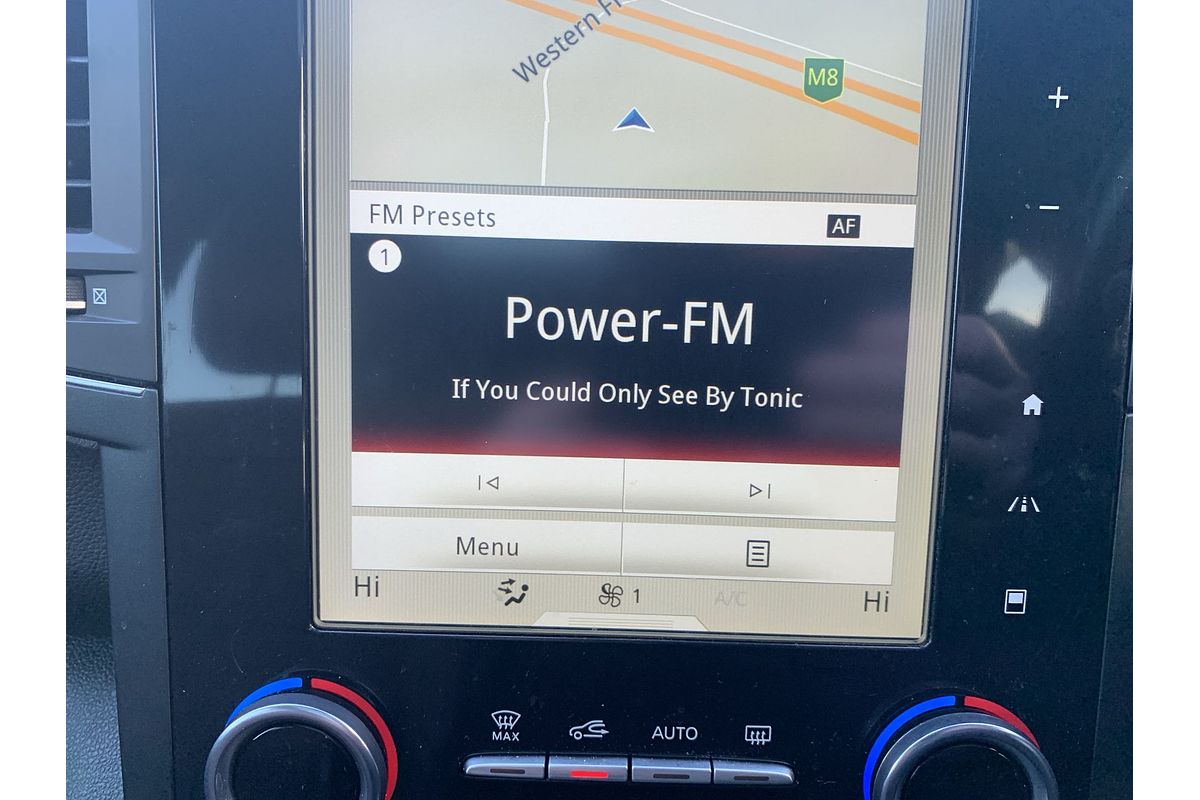 Western
M8
FM Presets
AF
1
Power-FM
If You Could Only See By Tonic
Menu
Hi
1
A/C
Hi
MAX
AUTO